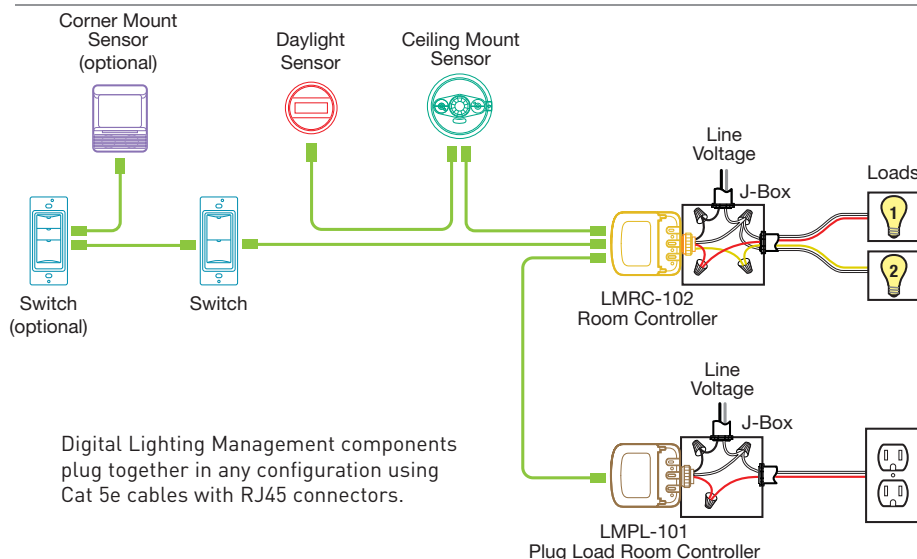 Corner Mount
Sensor
(optional)
Daylight
Sensor
Ceiling Mount
Sensor
Line
Voltage
J-Box
Loads
1
2
Switch
(optional)
Switch
LMRC-102
Room Controller
Line
Voltage
J-Box
Digital Lighting Management components
plug together in any configuration using
Cat 5e cables with RJ45 connectors.
LMPL-101
Plug Load Room Controller